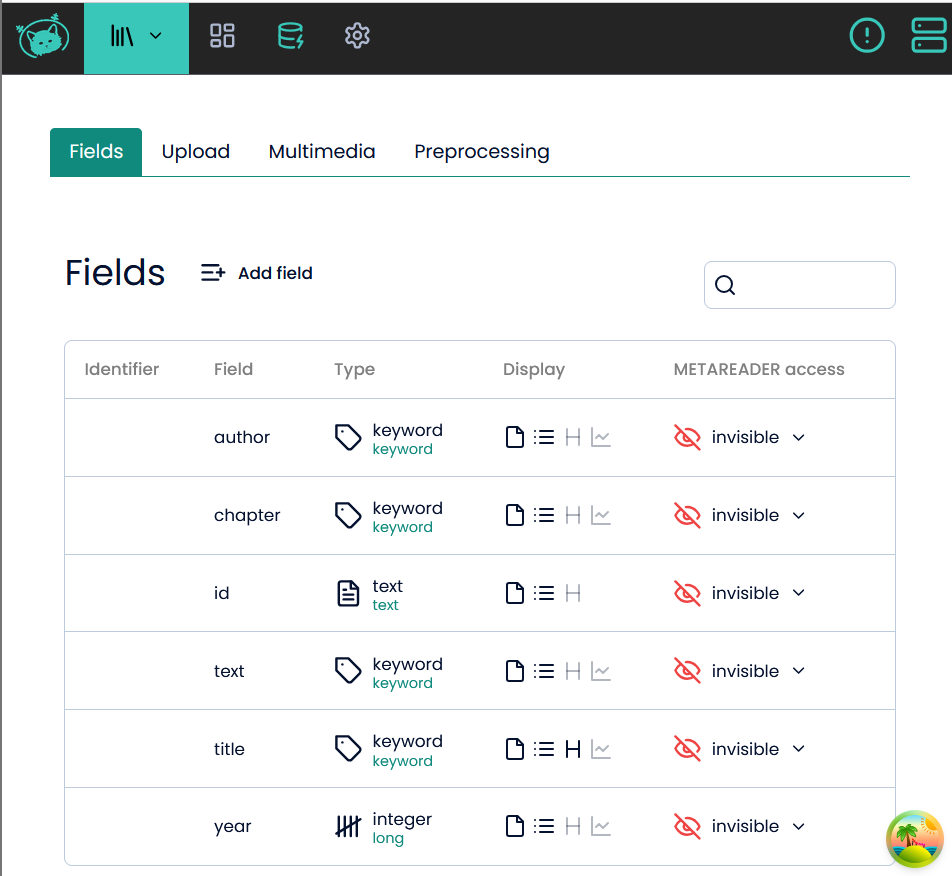 Fields Upload Multimedia Preprocessing
Fields Add field
Identifier Field Type Display METAREADER access
author keyword invisible
keyword
chapter keyword invisible
keyword
id text invisible
text
text keyword invisible
keyword
title keyword invisible
keyword
year integer invisible
long